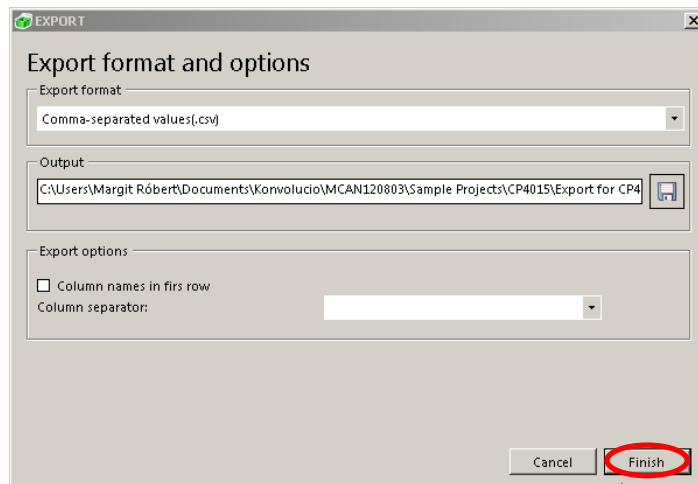 EXPORT
Export format and options
Export format
Comma-separated values(.csv)
Output
C:\Users\Margit Róbert\Documents\Konvolucio\MCAN120803\Sample Projects\CP4015\Export for CP4
Export options
Column names in firs row
Column separator:
Cancel Finish